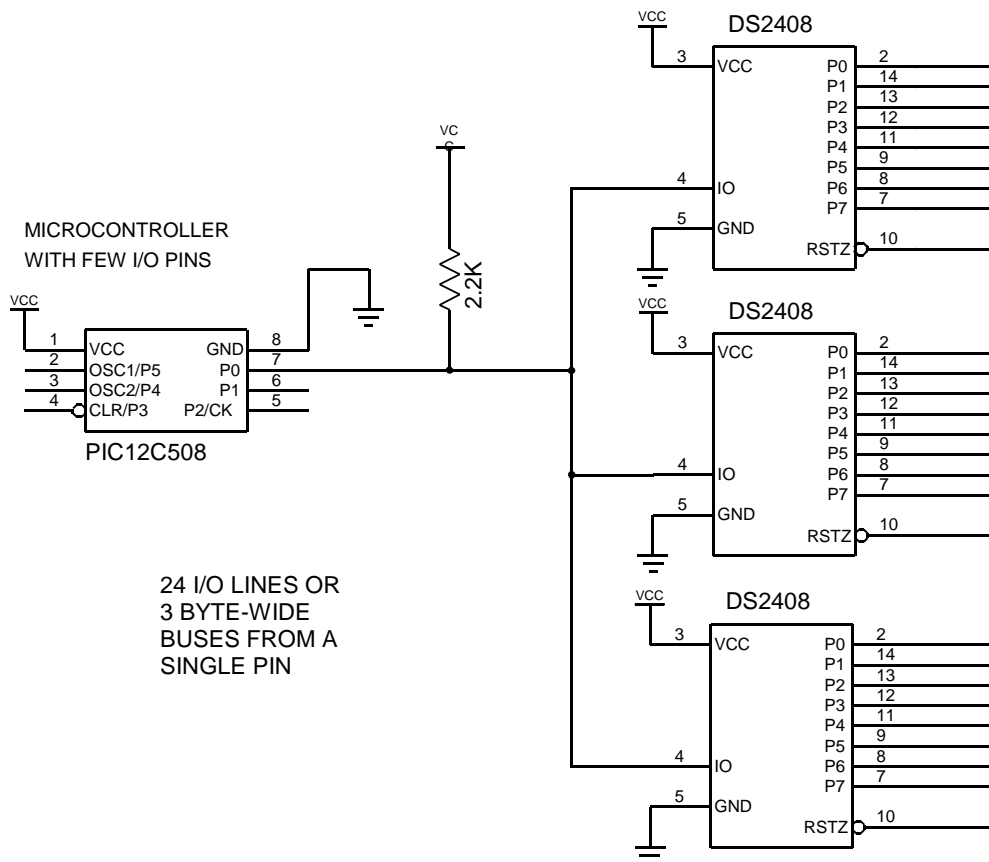 MICROCONTROLLER
WITH FEW I/O PINS
VCC
1
2
3
4
VCC
OSC1/P5
OSC2/P4
CLR/P3
GND
P0
P1
P2/CK
8
7
6
5
PIC12C508
VC
C
2.2K
24 I/O LINES OR
3 BYTE-WIDE
BUSES FROM A
SINGLE PIN
VCC
DS2408
3
4
5
VCC
IO
GND
P0
P1
P2
P3
P4
P5
P6
P7
RSTZ
2
14
13
12
11
9
8
7
10
VCC
DS2408
3
4
5
VCC
IO
GND
P0
P1
P2
P3
P4
P5
P6
P7
RSTZ
2
14
13
12
11
9
8
7
10
VCC
DS2408
3
4
5
VCC
IO
GND
P0
P1
P2
P3
P4
P5
P6
P7
RSTZ
2
14
13
12
11
9
8
7
10